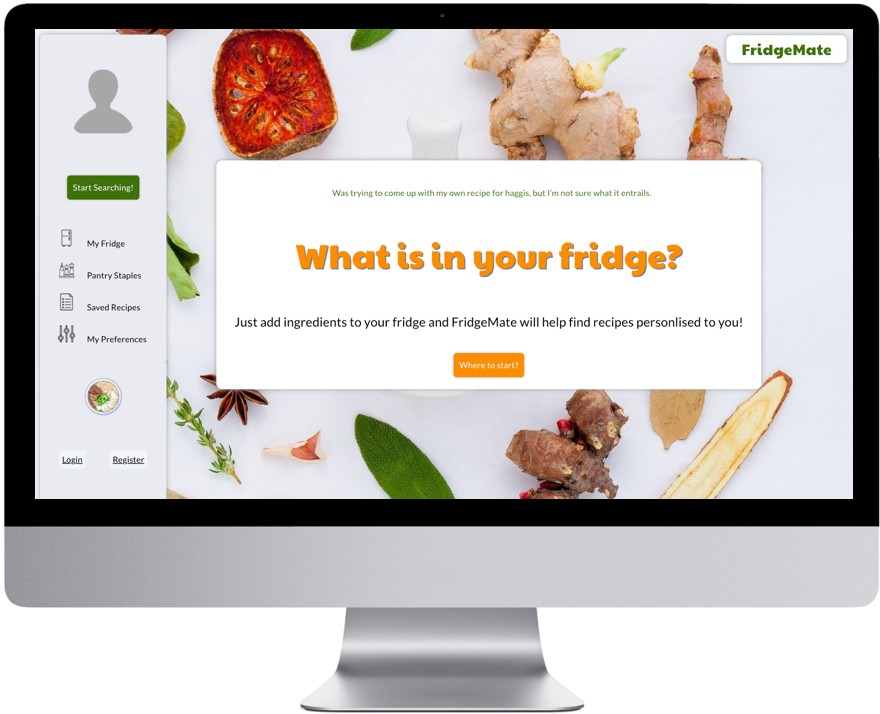 FridgeMate
Start Searching!
My Fridge
Pantry Staples
Saved Recipes
My Preferences
Login Register
Was trying to come up with my own recipe for haggis, but I'm not sure what it entrails.
What is in your fridge?
Just add ingredients to your fridge and FridgeMate will help find recipes personlised to you!
Where to start?